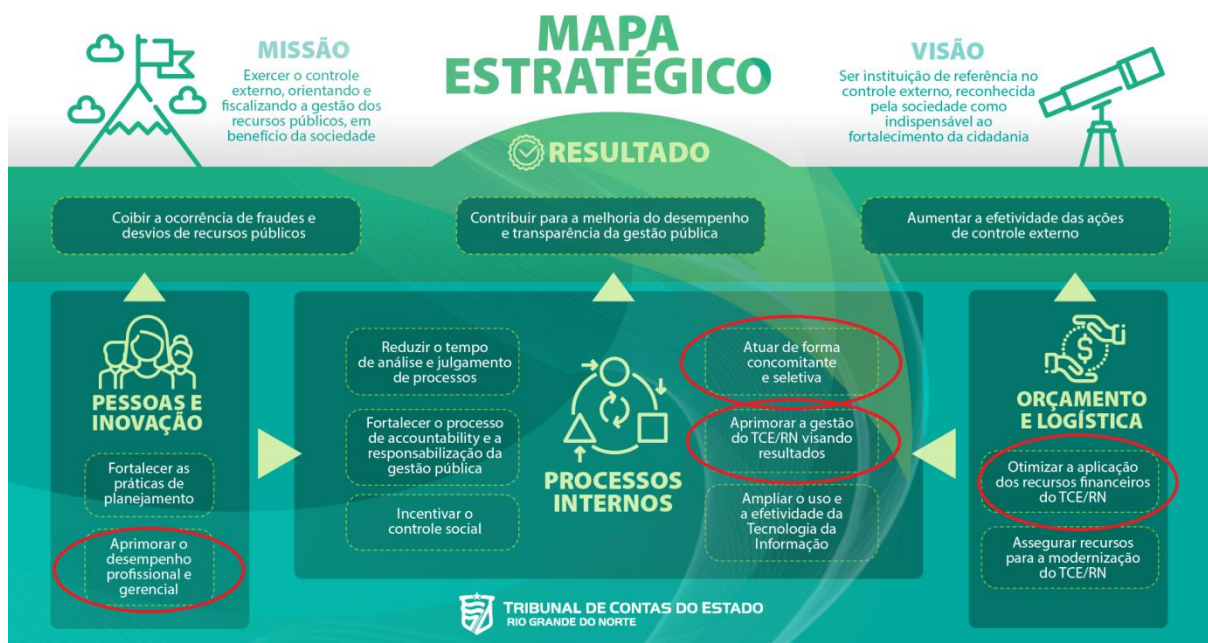 MISSÃO
Exercer o controle
externo, orientando e
fiscalizando a gestão dos
recursos públicos, em
benefício da sociedade
MAPA
ESTRATÉGICO
VISÃO
Ser instituição de referência no
controle externo, reconhecida
pela sociedade como
indispensável ao
fortalecimento da cidadania
RESULTADO
Coibir a ocorrência de fraudes e
desvios de recursos públicos
Contribuir para a melhoria do desempenho
e transparência da gestão pública
Aumentar a efetividade das ações
de controle externo
PESSOAS E
INOVAÇÃO
Fortalecer as
práticas de
planejamento
Aprimorar o
desempenho
profissional e
gerencial
Reduzir o tempo
de análise e julgamento
de processos
Fortalecer o processo
de accountability e a
responsabilização da
gestão pública
Incentivar o
controle social
PROCESSOS
INTERNOS
Atuar de forma
concomitante
e seletiva
Aprimorar a gestão
do TCE/RN visando
resultados
Ampliar o uso e
a efetividade da
Tecnologia da
Informação
$
ORÇAMENTO
E LOGÍSTICA
Otimizar a aplicação
dos recursos financeiros
do TCE/RN
Assegurar recursos
para a modernização
do TCE/RN
TRIBUNAL DE CONTAS DO ESTADO
RIO GRANDE DO NORTE